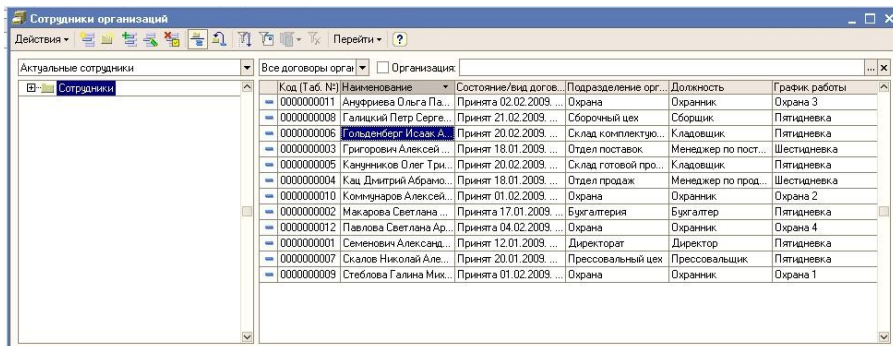 Сотрудники организаций
Действия Перейти ?
Актуальные сотрудники Все договоры орган Организация:
Сотрудники
Код (Таб. №) Наименование Состояние/вид догов... Подразделение орг... Должность График работы
0000000011 Ануфриева Ольга Па... Принята 02.02.2009. ... Охрана Охранник Охрана 3
0000000008 Галицкий Петр Серге... Принят 21.02.2009. ... Сборочный цех Сборщик Пятидневка
0000000006 Гольденберг Исаак А... Принят 20.02.2009. ... Склад комплектую... Кладовщик Пятидневка
0000000003 Григорович Алексей ... Принят 18.01.2009. ... Отдел поставок Менеджер по пост... Шестидневка
0000000005 Канунников Олег Три... Принят 20.02.2009. ... Склад готовой про... Кладовщик Пятидневка
0000000004 Кац Дмитрий Абрамо... Принят 18.01.2009. ... Отдел продаж Менеджер по прод... Шестидневка
0000000010 Коммунаров Алексей... Принят 01.02.2009. ... Охрана Охранник Охрана 2
0000000002 Макарова Светлана ... Принята 17.01.2009. ... Бухгалтерия Бухгалтер Пятидневка
0000000012 Павлова Светлана Ар... Принята 04.02.2009. ... Охрана Охранник Охрана 4
0000000001 Семенович Александ... Принят 12.01.2009. ... Директорат Директор Пятидневка
0000000007 Скалов Николай Але... Принят 20.01.2009. ... Прессовальный цех Прессовальщик Пятидневка
0000000009 Стеблова Галина Мих... Принята 01.02.2009. ... Охрана Охранник Охрана 1